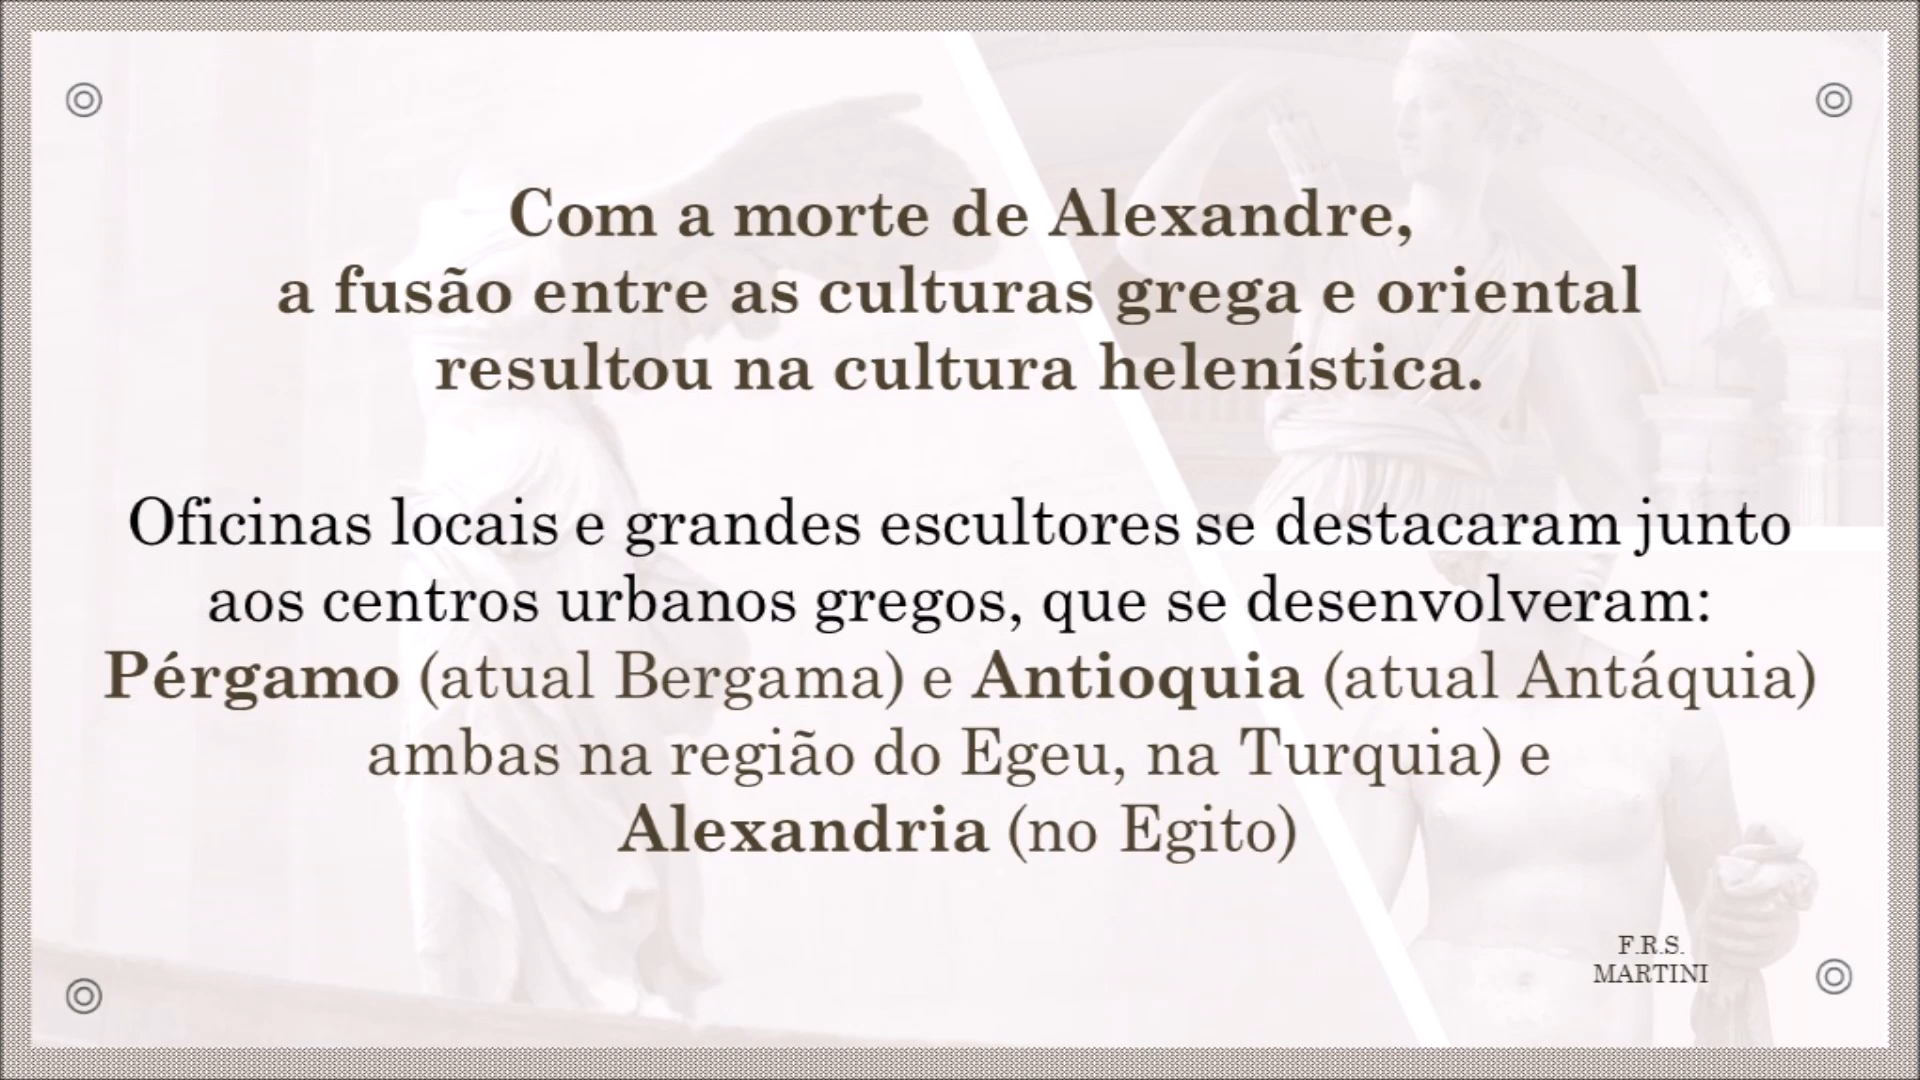 Com a morte de Alexandre,
a fusão entre as culturas grega e oriental
resultou na cultura helenística.
Oficinas locais e grandes escultores se destacaram junto
aos centros urbanos gregos, que se desenvolveram:
Pérgamo (atual Bergama) e Antioquia (atual Antáquia)
ambas na região do Egeu, na Turquia) e
Alexandria (no Egito)
F.R.S.
MARTINI